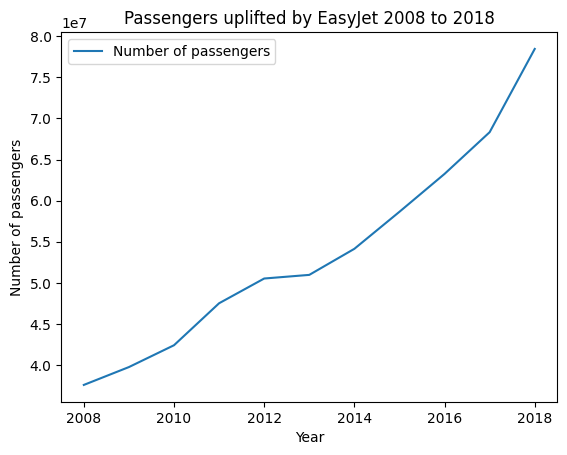 Passengers uplifted by EasyJet 2008 to 2018
1e7
Number of passengers
8.0
7.5
7.0
6.5
6.0
5.5
5.0
4.5
4.0
Number of passengers
2008 2010 2012 2014 2016 2018
Year